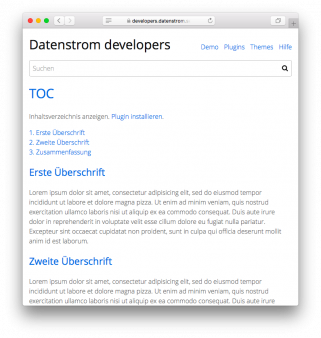 developers.datenstrom
Datenstrom developers
Demo Plugins Themes Hilfe
Suchen
TOC
Inhaltsverzeichnis anzeigen. Plugin installieren.
1. Erste Überschrift
2. Zweite Überschrift
3. Zusammenfassung
Erste Überschrift
Lorem ipsum dolor sit amet, consectetur adipisicing elit, sed do eiusmod tempor
incididunt ut labore et dolore magna pizza. Ut enim ad minim veniam, quis nostrud
exercitation ullamco laboris nisi ut aliquip ex ea commodo consequat. Duis aute irure
dolor in reprehenderit in voluptate velit esse cillum dolore eu fugiat nulla pariatur.
Excepteur sint occaecat cupidatat non proident, sunt in culpa qui officia deserunt mollit
anim id est laborum.
Zweite Überschrift
Lorem ipsum dolor sit amet, consectetur adipisicing elit, sed do eiusmod tempor
incididunt ut labore et dolore magna pizza. Ut enim ad minim veniam, quis nostrud
exercitation ullamco laboris nisi ut aliquip ex ea commodo consequat. Duis aute irure